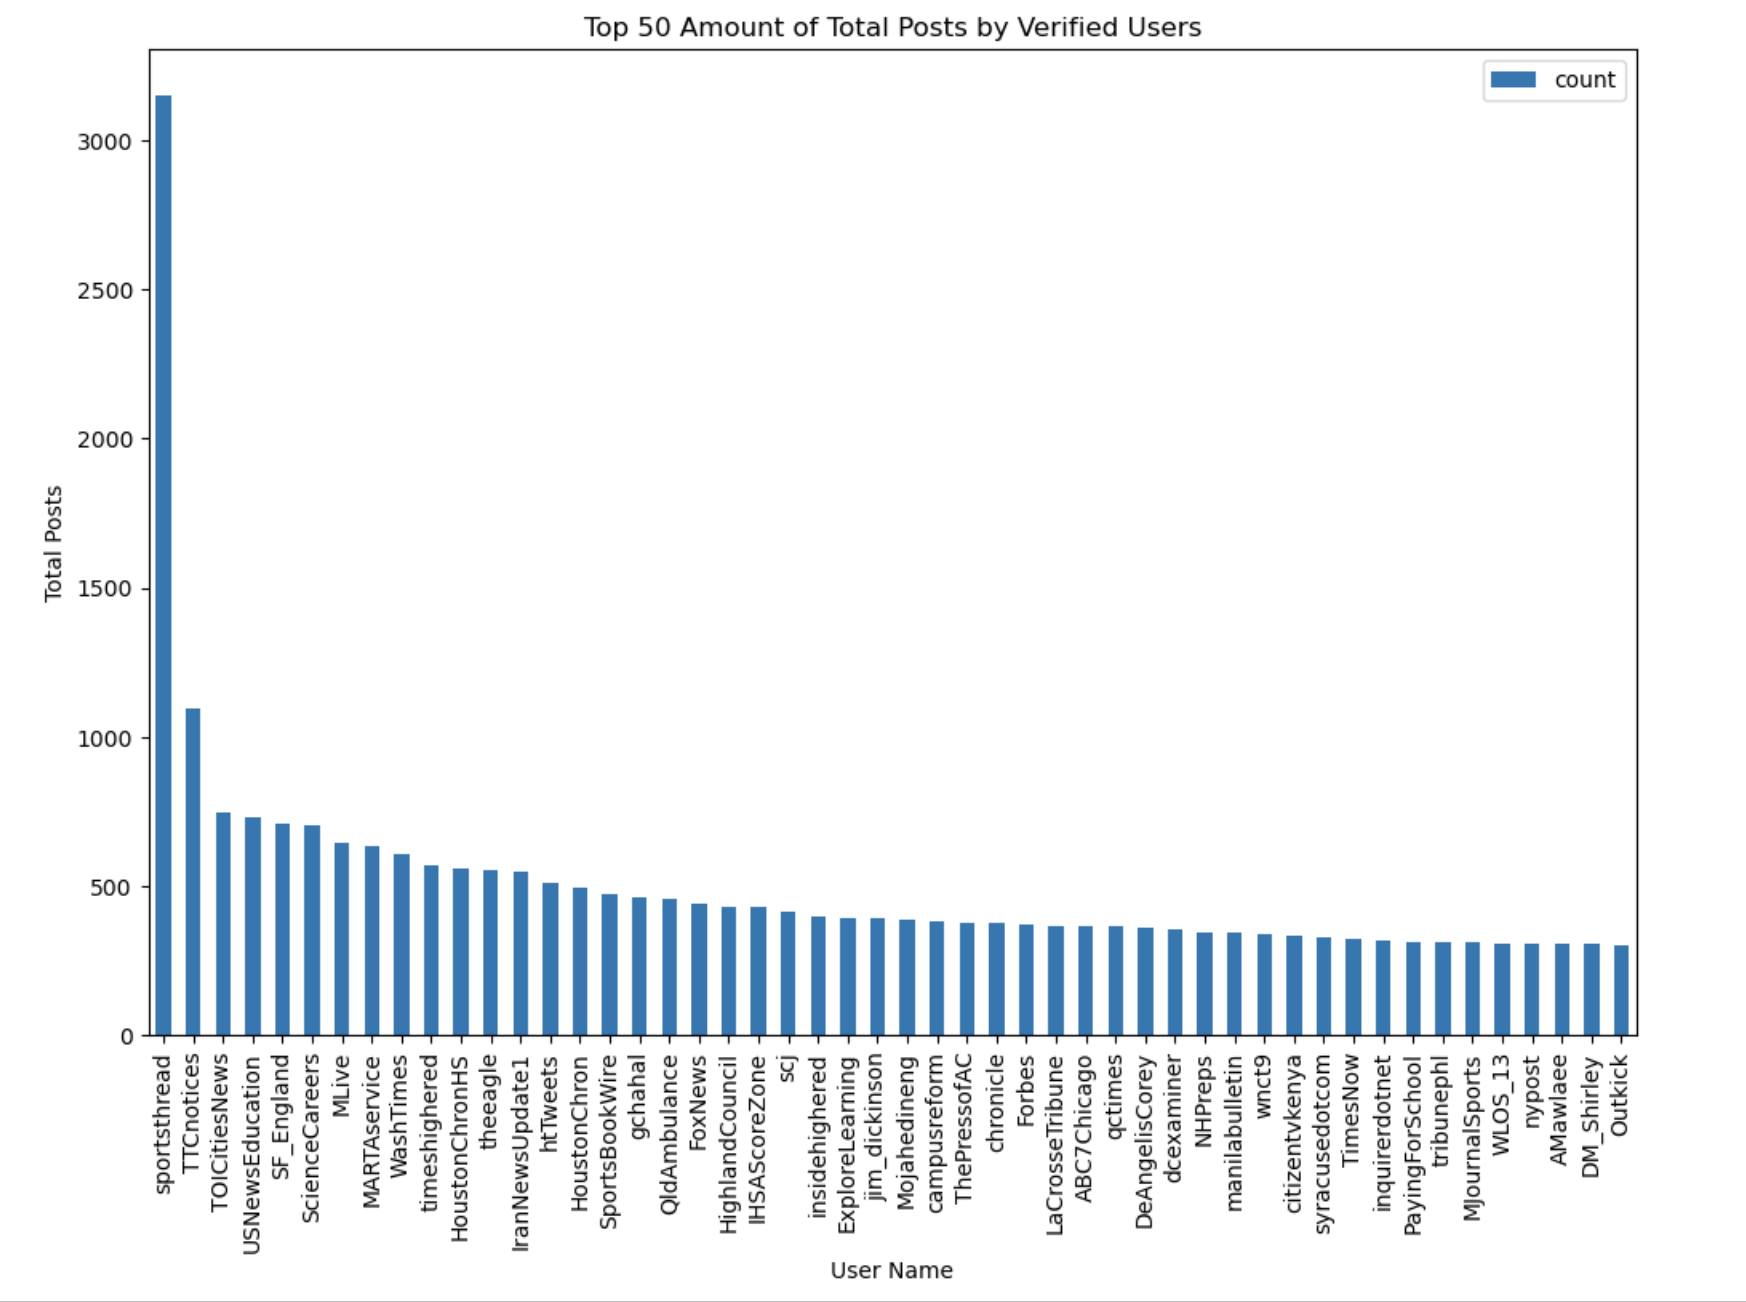 Top 50 Amount of Total Posts by Verified Users
count
Total Posts
3000
2500
2000
1500
1000
500
0
sportsthread
TTCnotices
TOICitiesNews
USNewsEducation
SF_England
ScienceCareers
MLive
MARTAservice
WashTimes
timeshighered
HoustonChronHS
theeagle
IranNewsUpdate1
htTweets
HoustonChron
SportsBookWire
gchahal
QldAmbulance
FoxNews
HighlandCouncil
IHSAScoreZone
scj
insidehighered
ExploreLearning
jim_dickinson
Mojahedineng
campusreform
ThePressofAC
chronicle
Forbes
LaCrosseTribune
ABC7Chicago
qctimes
DeAngelisCorey
dcexaminer
NHPreps
manilabulletin
wnct9
citizentvkenya
syracusedotcom
TimesNow
inquirerdotnet
PayingForSchool
tribunephl
MJournalSports
WLOS_13
nypost
AMawlaee
DM_Shirley
Outkick
User Name